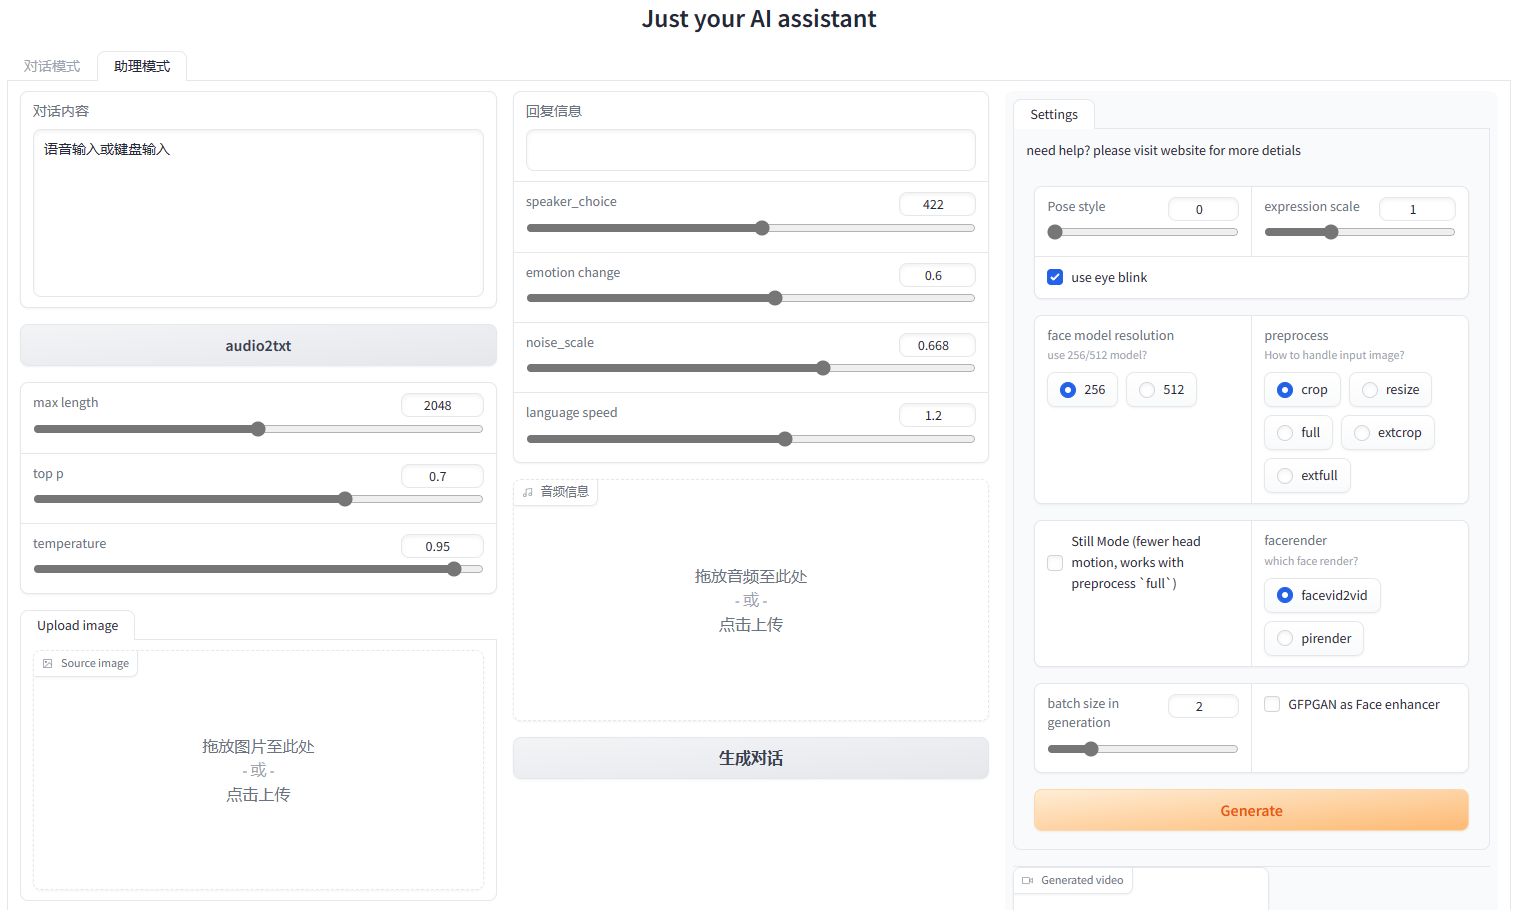 Just your AI assistant
对话模式
助理模式
对话内容
语音输入或键盘输入
audio2txt
max length
2048
top p
0.7
temperature
0.95
Upload image
Source image
拖放图片至此处
- 或 -
点击上传
回复信息
speaker_choice
422
emotion change
0.6
noise_scale
0.668
language speed
1.2
音频信息
拖放音频至此处
- 或 -
点击上传
生成对话
Settings
need help? please visit website for more detials
Pose style
0
expression scale
1
use eye blink
face model resolution
use 256/512 model?
256
512
preprocess
How to handle input image?
crop
resize
full
extcrop
extfull
Still Mode (fewer head
motion, works with
preprocess `full`)
facerender
which face render?
facevid2vid
pirender
batch size in
generation
2
GFPGAN as Face enhancer
Generate
Generated video